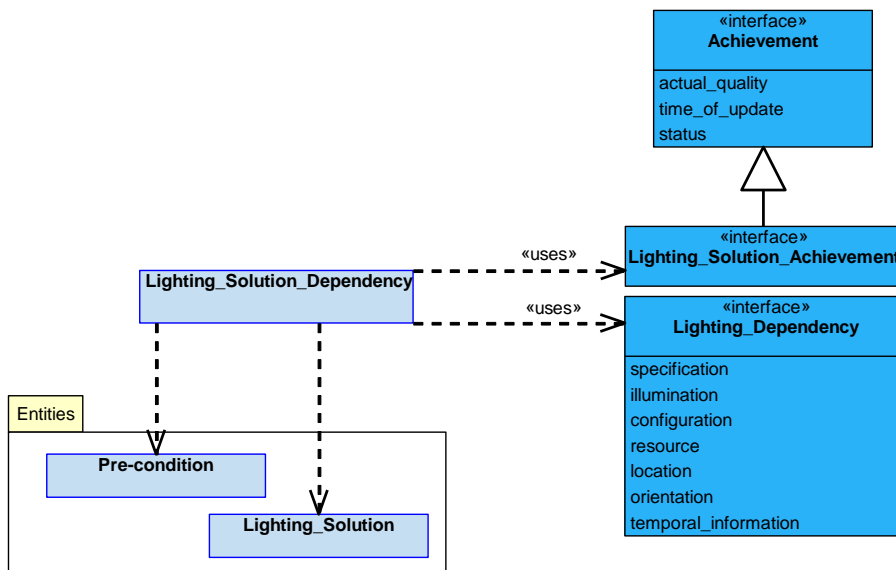 «interface»
Achievement
actual_quality
time_of_update
status
«interface»
Lighting_Solution_Achievement
«uses»
Lighting_Solution_Dependency
«uses»
«interface»
Lighting_Dependency
specification
illumination
configuration
resource
location
orientation
temporal_information
Entities
Pre-condition
Lighting_Solution